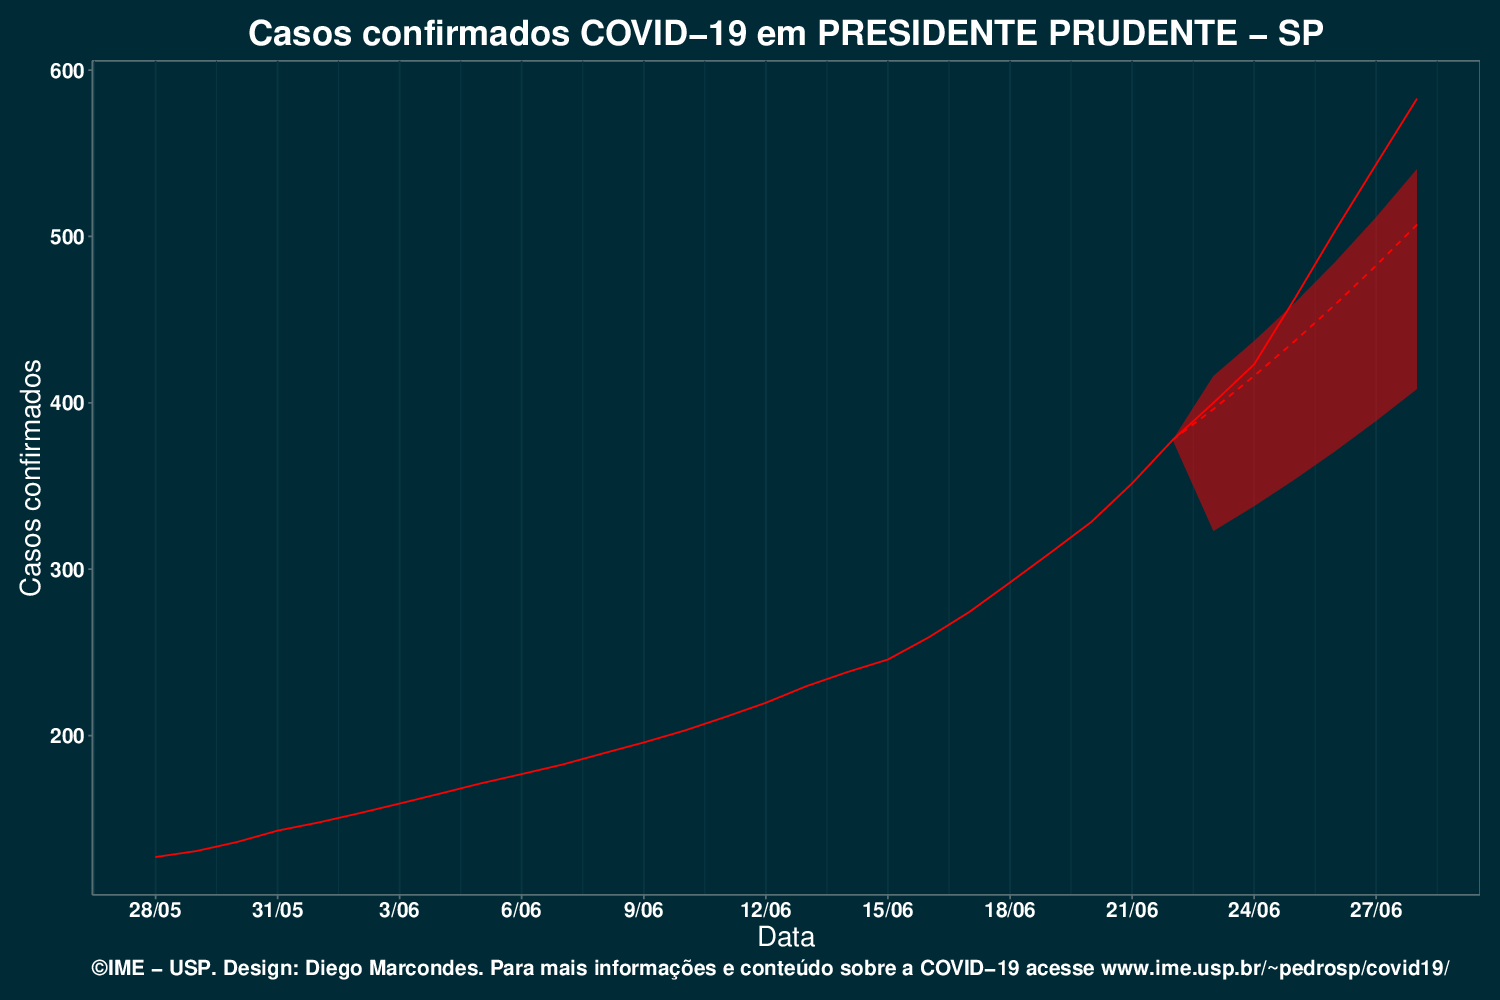 Casos confirmados COVID−19 em PRESIDENTE PRUDENTE − SP
600
500
400
300
200
Casos confirmados
28/05 31/05 3/06 6/06 9/06 12/06 15/06 18/06 21/06 24/06 27/06
Data
©IME − USP. Design: Diego Marcondes. Para mais informações e conteúdo sobre a COVID−19 acesse www.ime.usp.br/~pedrosp/covid19/